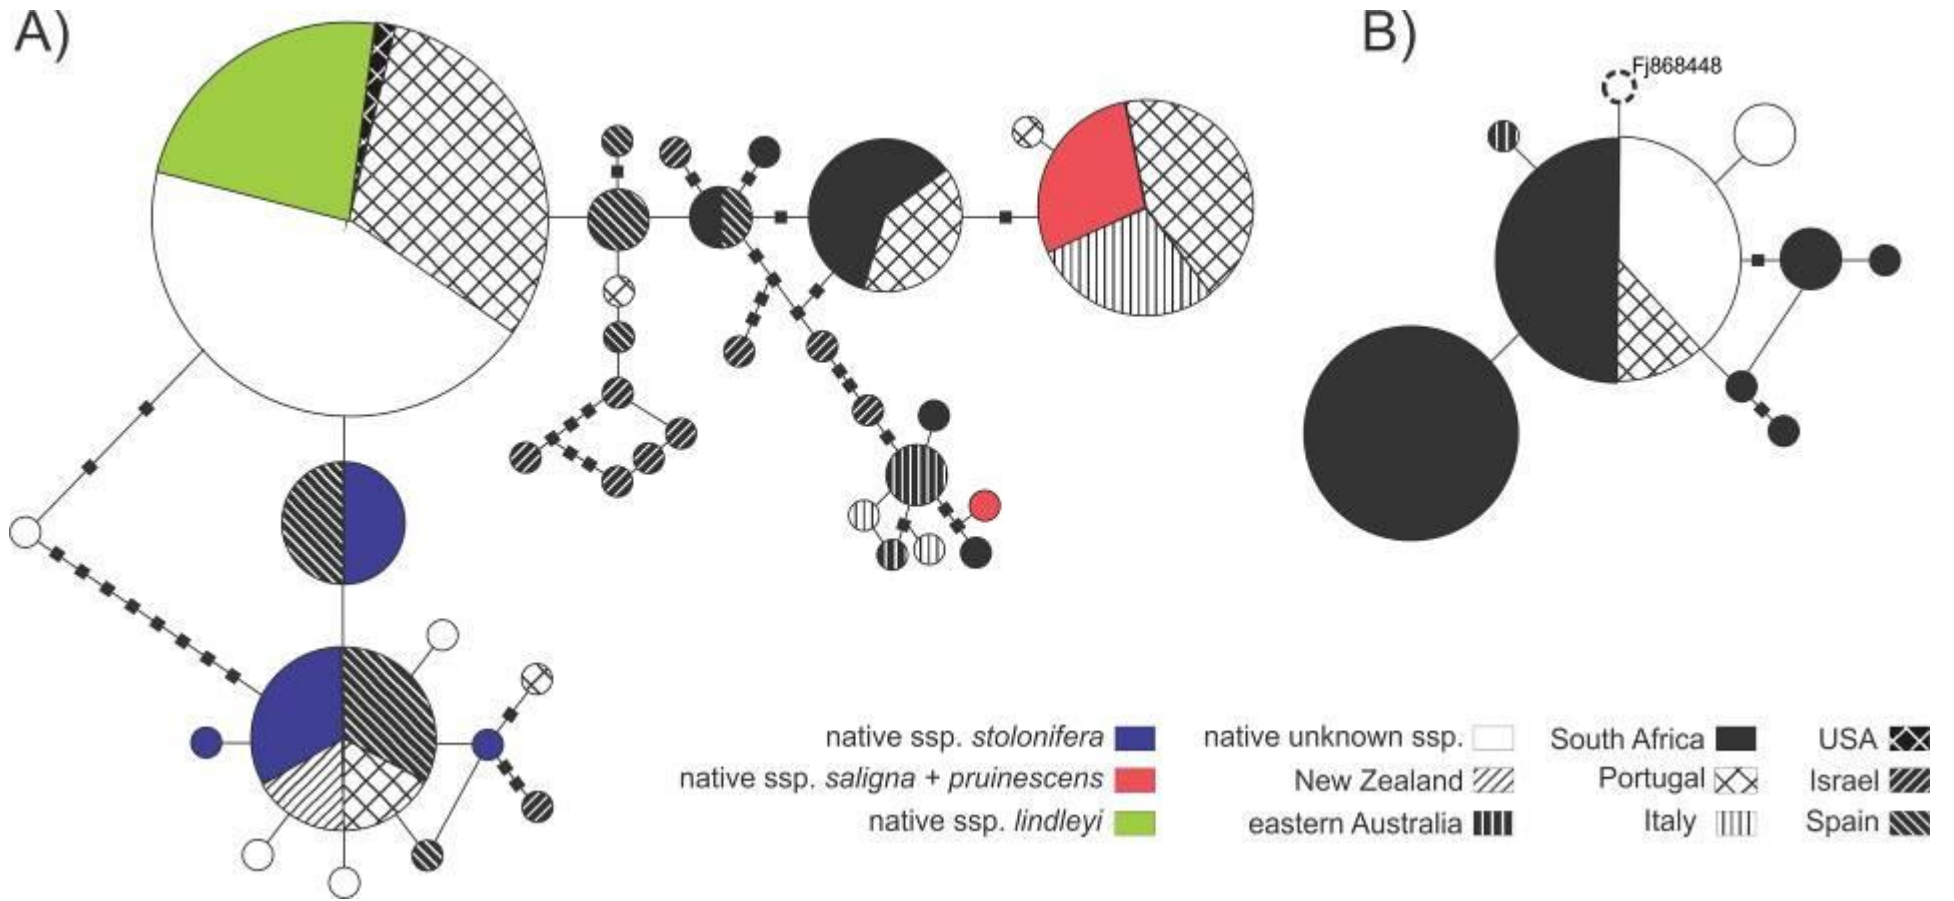 A)
B)
Fj868448
native ssp. stolonifera
native unknown ssp.
South Africa
USA
native ssp. saligna + pruinescens
New Zealand
Portugal
Israel
native ssp. lindleyi
eastern Australia
Italy
Spain